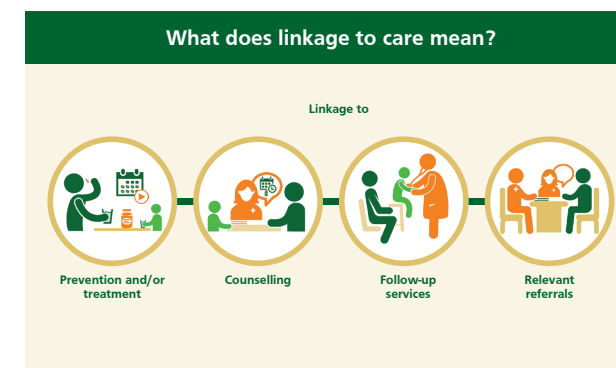 What does linkage to care mean?
Linkage to
Prevention and/or
treatment
Counselling
Follow-up
services
Relevant
referrals